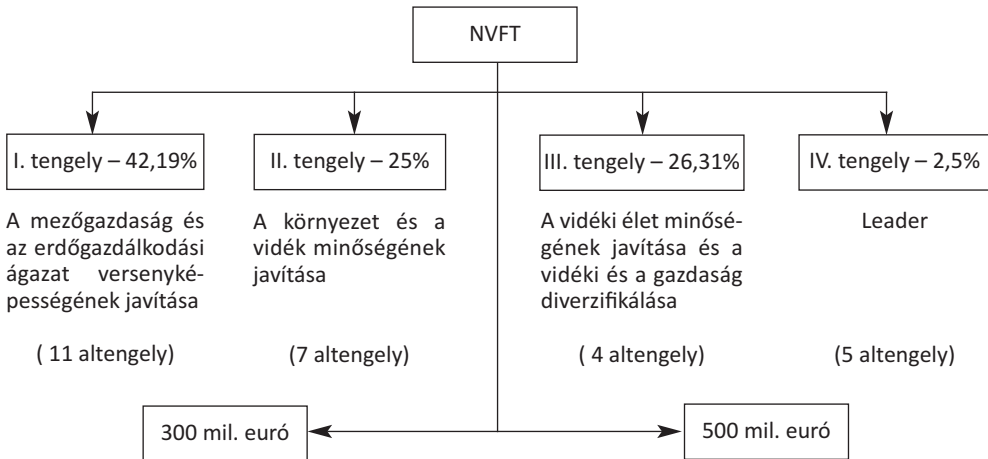 NVFT
I. tengely – 42,19%
II. tengely – 25%
III. tengely – 26,31%
IV. tengely – 2,5%
A mezőgazdaság és
az erdőgazdálkodási
ágazat versenyké-
pességének javítása
A környezet és a
vidék minőségének
javítása
A vidéki élet minősé-
gének javítása és a
vidéki és a gazdaság
diverzifikálása
Leader
( 11 altengely)
(7 altengely)
( 4 altengely)
(5 altengely)
300 mil. euró
500 mil. euró